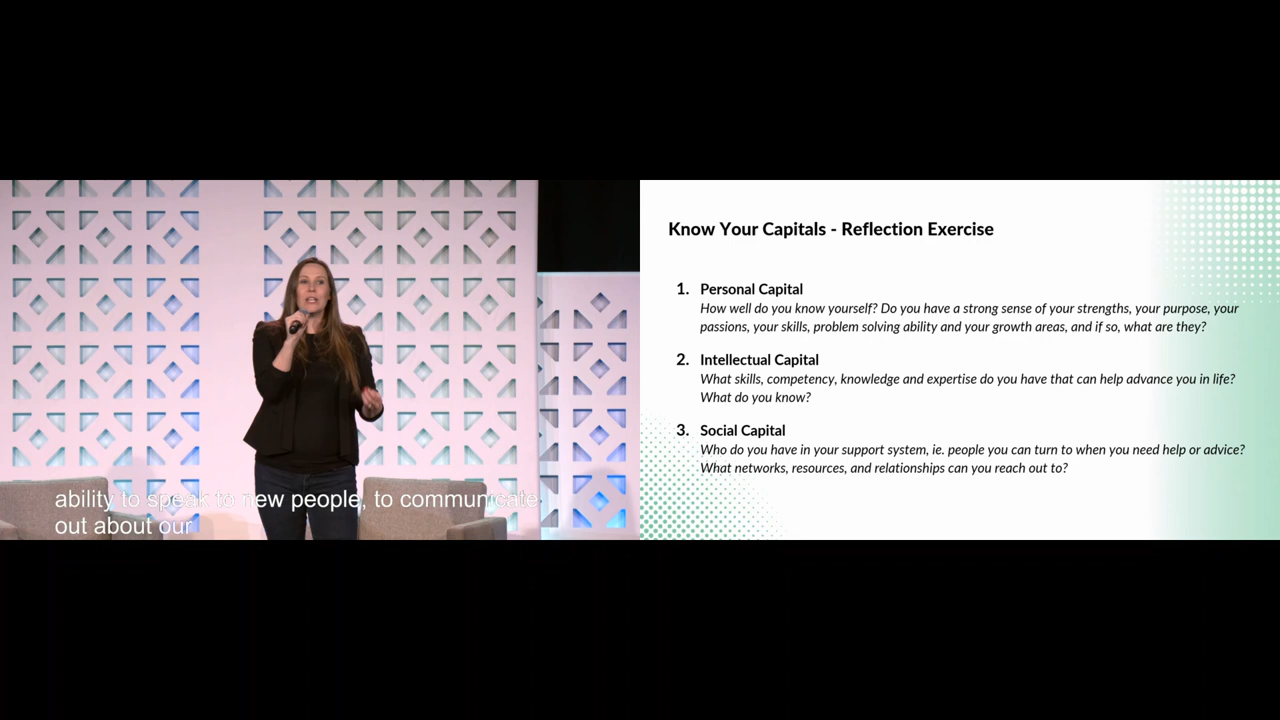 ability to speak to new people, to communicate
out about our
Know Your Capitals - Reflection Exercise
1. Personal Capital
How well do you know yourself? Do you have a strong sense of your strengths, your purpose, your
passions, your skills, problem solving ability and your growth areas, and if so, what are they?
2. Intellectual Capital
What skills, competency, knowledge and expertise do you have that can help advance you in life?
What do you know?
3. Social Capital
Who do you have in your support system, ie. people you can turn to when you need help or advice?
What networks, resources, and relationships can you reach out to?